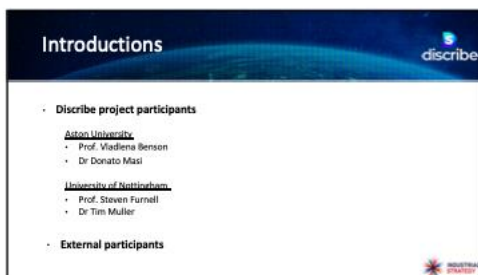 Introductions
discribe
Discribe project participants
Aston University
Prof. Vladlena Benson
Dr Donato Masi
University of Nottingham
Prof. Steven Furnell
Dr Tim Muller
External participants
INDUSTRIAL
STRATEGY